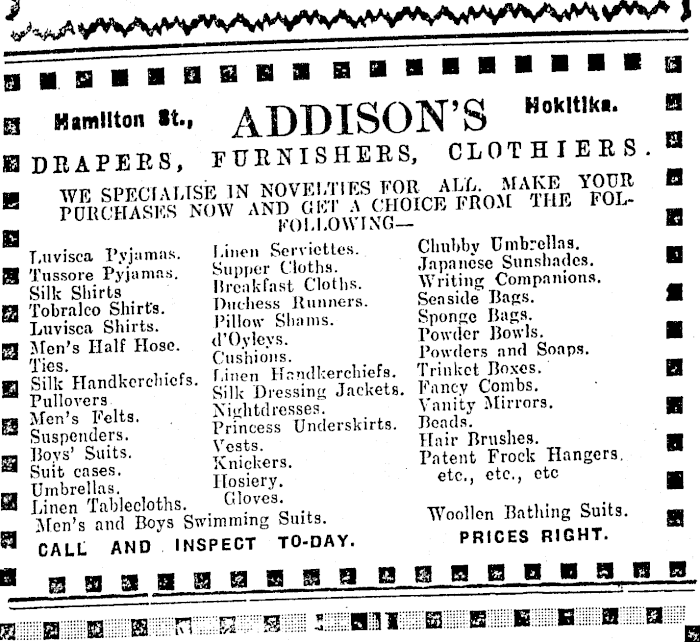 Hamilton St., ADDISON'S Hokitika.
DRAPERS, FURNISHERS, CLOTHIERS.
WE SPECIALISE IN NOVELTIES FOR ALL. MAKE YOUR
PURCHASES NOW AND GET A CHOICE FROM THE FOL-
FOLLOWING—
Luvisca Pyjamas.
Tussore Pyjamas.
Silk Shirts
Tobralco Shirts.
Luvisca Shirts.
Men's Half Hose.
Ties.
Silk Handkerchiefs.
Pullovers
Men's Felts.
Suspenders.
Boys' Suits.
Suit cases.
Umbrellas.
Linen Tablecloths.
Men's and Boys Swimming Suits.
Linen Serviettes.
Supper Cloths.
Breakfast Cloths.
Duchess Runners.
Pillow Shams.
d'Oyleys.
Cushions.
Linen Handkerchiefs.
Silk Dressing Jackets.
Nightdresses.
Princess Underskirts.
Vests.
Knickers.
Hosiery.
Gloves.
Chubby Umbrellas.
Japanese Sunshades.
Writing Companions.
Seaside Bags.
Sponge Bags.
Powder Bowls.
Powders and Soaps.
Trinket Boxes.
Fancy Combs.
Vanity Mirrors.
Beads.
Hair Brushes.
Patent Frock Hangers.
etc., etc., etc
Woollen Bathing Suits.
CALL AND INSPECT TO-DAY. PRICES RIGHT.